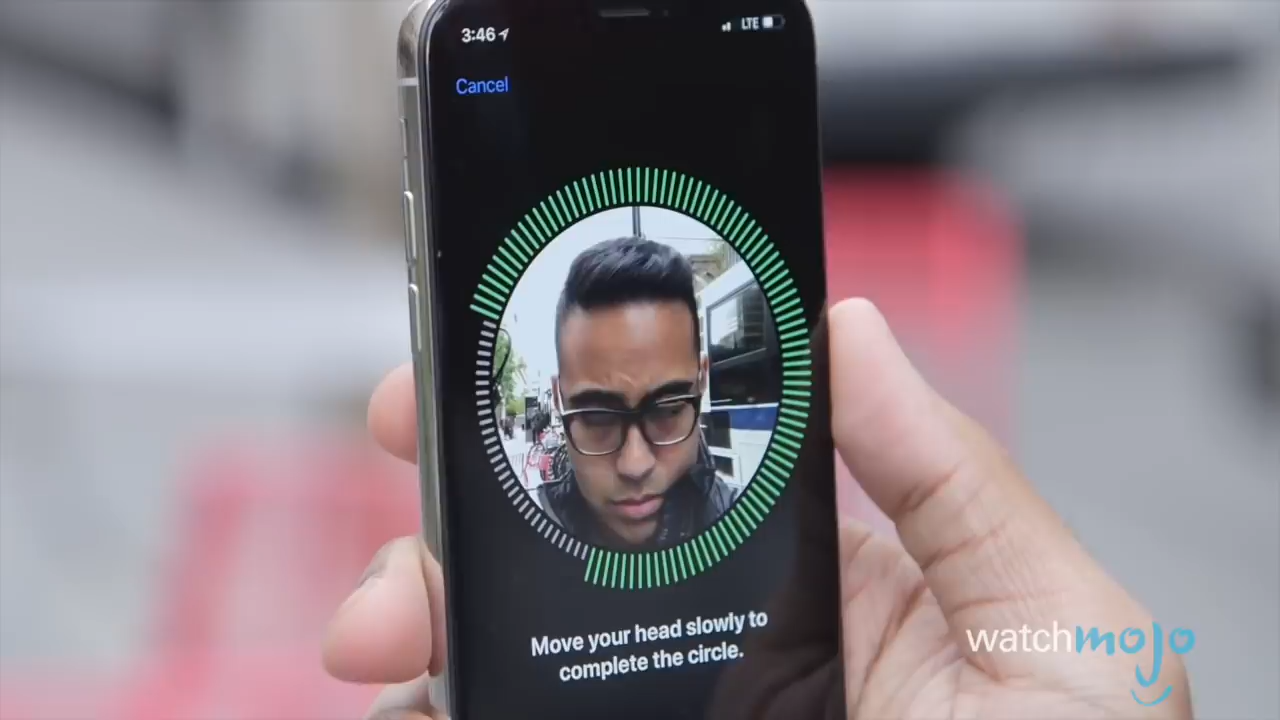 3:46
LTE
Cancel
Move your head slowly to
complete the circle.
watchmojo